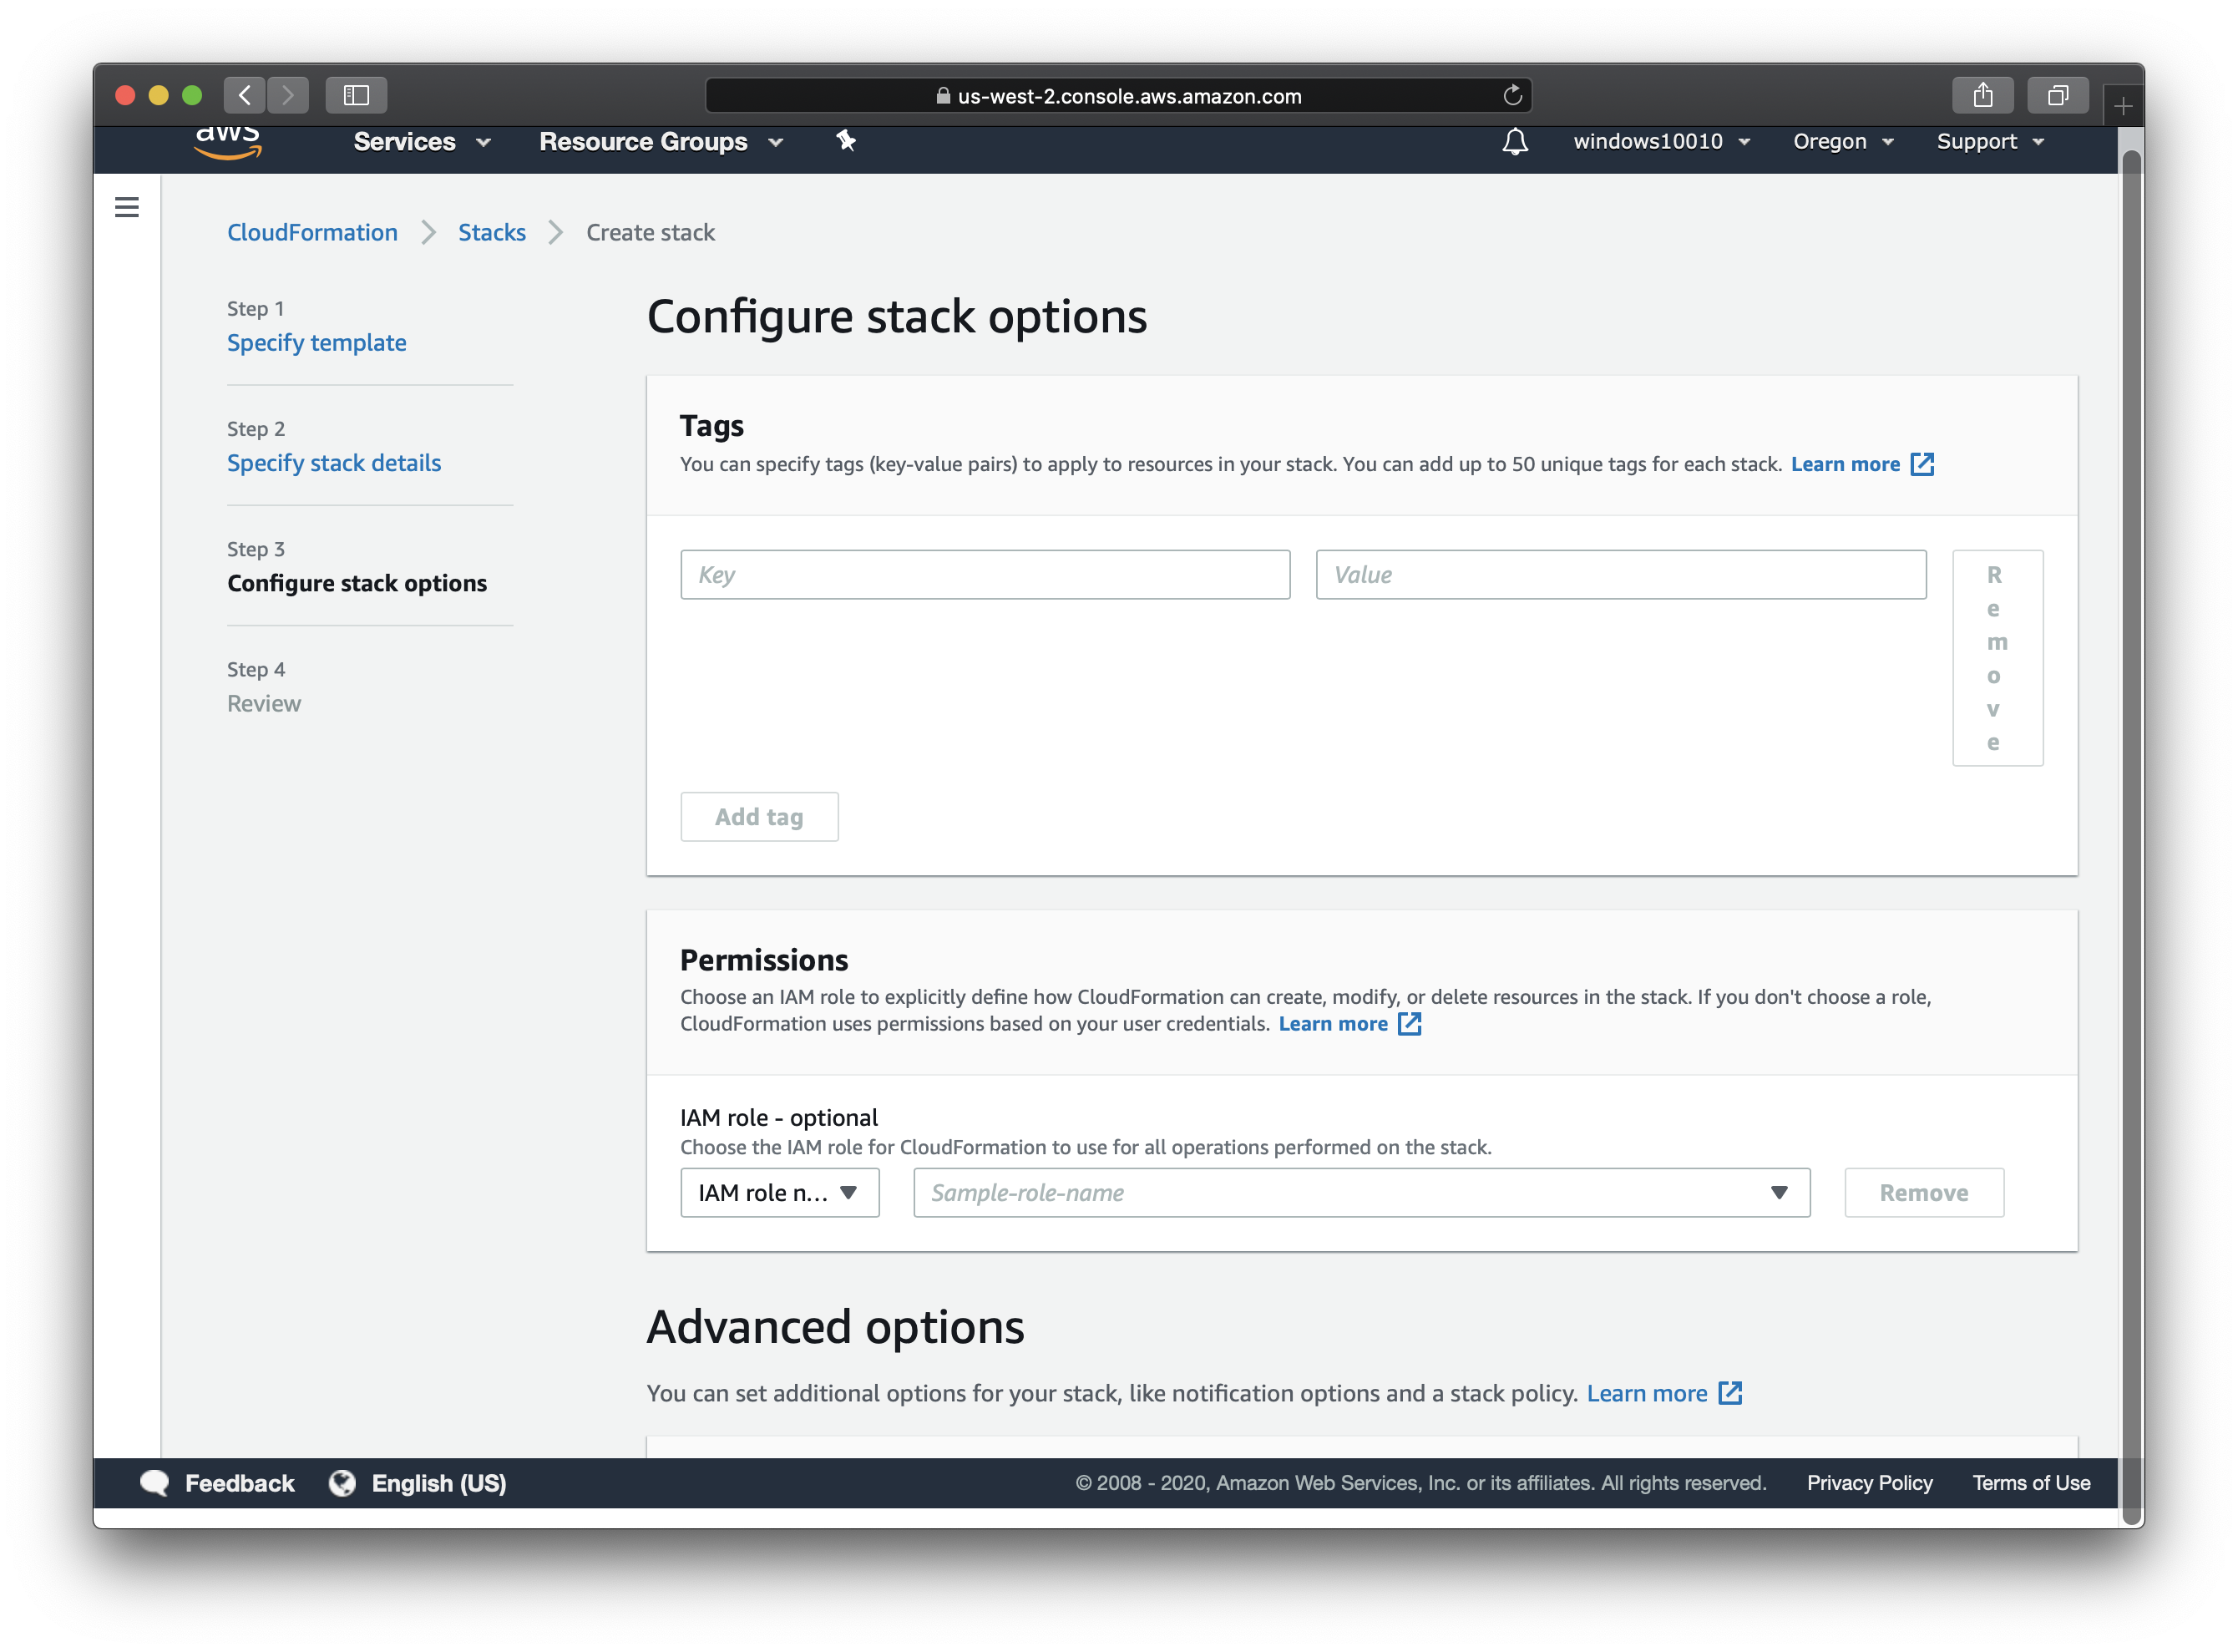 us-west-2.console.aws.amazon.com
aws
Services
Resource Groups
windows10010
Oregon
Support
CloudFormation
Stacks
Create stack
Step 1
Specify template
Step 2
Specify stack details
Step 3
Configure stack options
Step 4
Review
Configure stack options
Tags
You can specify tags (key-value pairs) to apply to resources in your stack. You can add up to 50 unique tags for each stack. Learn more
Key
Value
Remove
Add tag
Permissions
Choose an IAM role to explicitly define how CloudFormation can create, modify, or delete resources in the stack. If you don't choose a role,
CloudFormation uses permissions based on your user credentials. Learn more
IAM role - optional
Choose the IAM role for CloudFormation to use for all operations performed on the stack.
IAM role n...
Sample-role-name
Remove
Advanced options
You can set additional options for your stack, like notification options and a stack policy. Learn more
Feedback
English (US)
© 2008 - 2020, Amazon Web Services, Inc. or its affiliates. All rights reserved.
Privacy Policy
Terms of Use